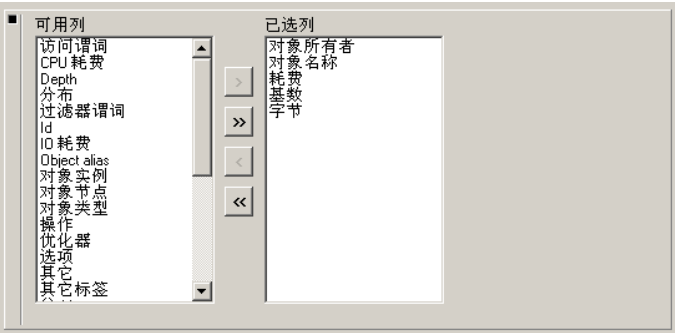 可用列
访问谓词
CPU 耗费
Depth
分布
过滤器谓词
Id
IO 耗费
Object alias
对象实例
对象节点
对象类型
操作
优化器
选项
其它
其它标签
>
>>
<
<<
已选列
对象所有者
对象名称
耗费
基数
字节